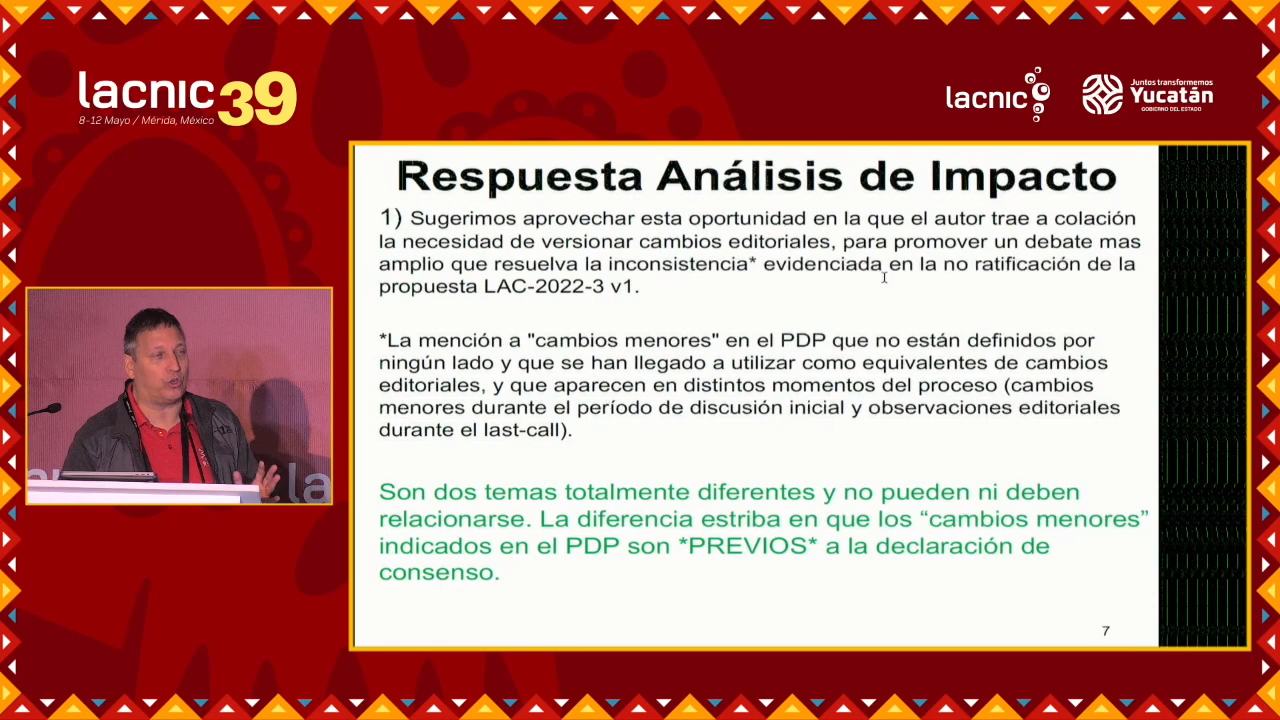 lacnic 39
8-12 Mayo / Mérida, México
lacnic
Juntos transformemos
Yucatán
GOBIERNO DEL ESTADO
Respuesta Análisis de Impacto
1) Sugerimos aprovechar esta oportunidad en la que el autor trae a colación
la necesidad de versionar cambios editoriales, para promover un debate mas
amplio que resuelva la inconsistencia* evidenciada en la no ratificación de la
propuesta LAC-2022-3 v1.
*La mención a "cambios menores" en el PDP que no están definidos por
ningún lado y que se han llegado a utilizar como equivalentes de cambios
editoriales, y que aparecen en distintos momentos del proceso (cambios
menores durante el período de discusión inicial y observaciones editoriales
durante el last-call).
Son dos temas totalmente diferentes y no pueden ni deben
relacionarse. La diferencia estriba en que los “cambios menores”
indicados en el PDP son *PREVIOS* a la declaración de
consenso.
7
la